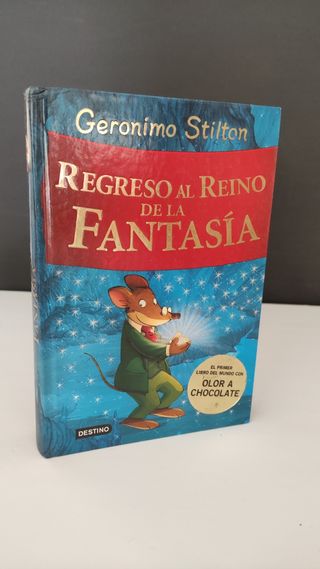 Geronimo Stilton
REGRESO AL REINO
DE LA
FANTASÍA
EL PRIMER
LIBRO DEL MUNDO CON
OLOR A
CHOCOLATE
DESTINO